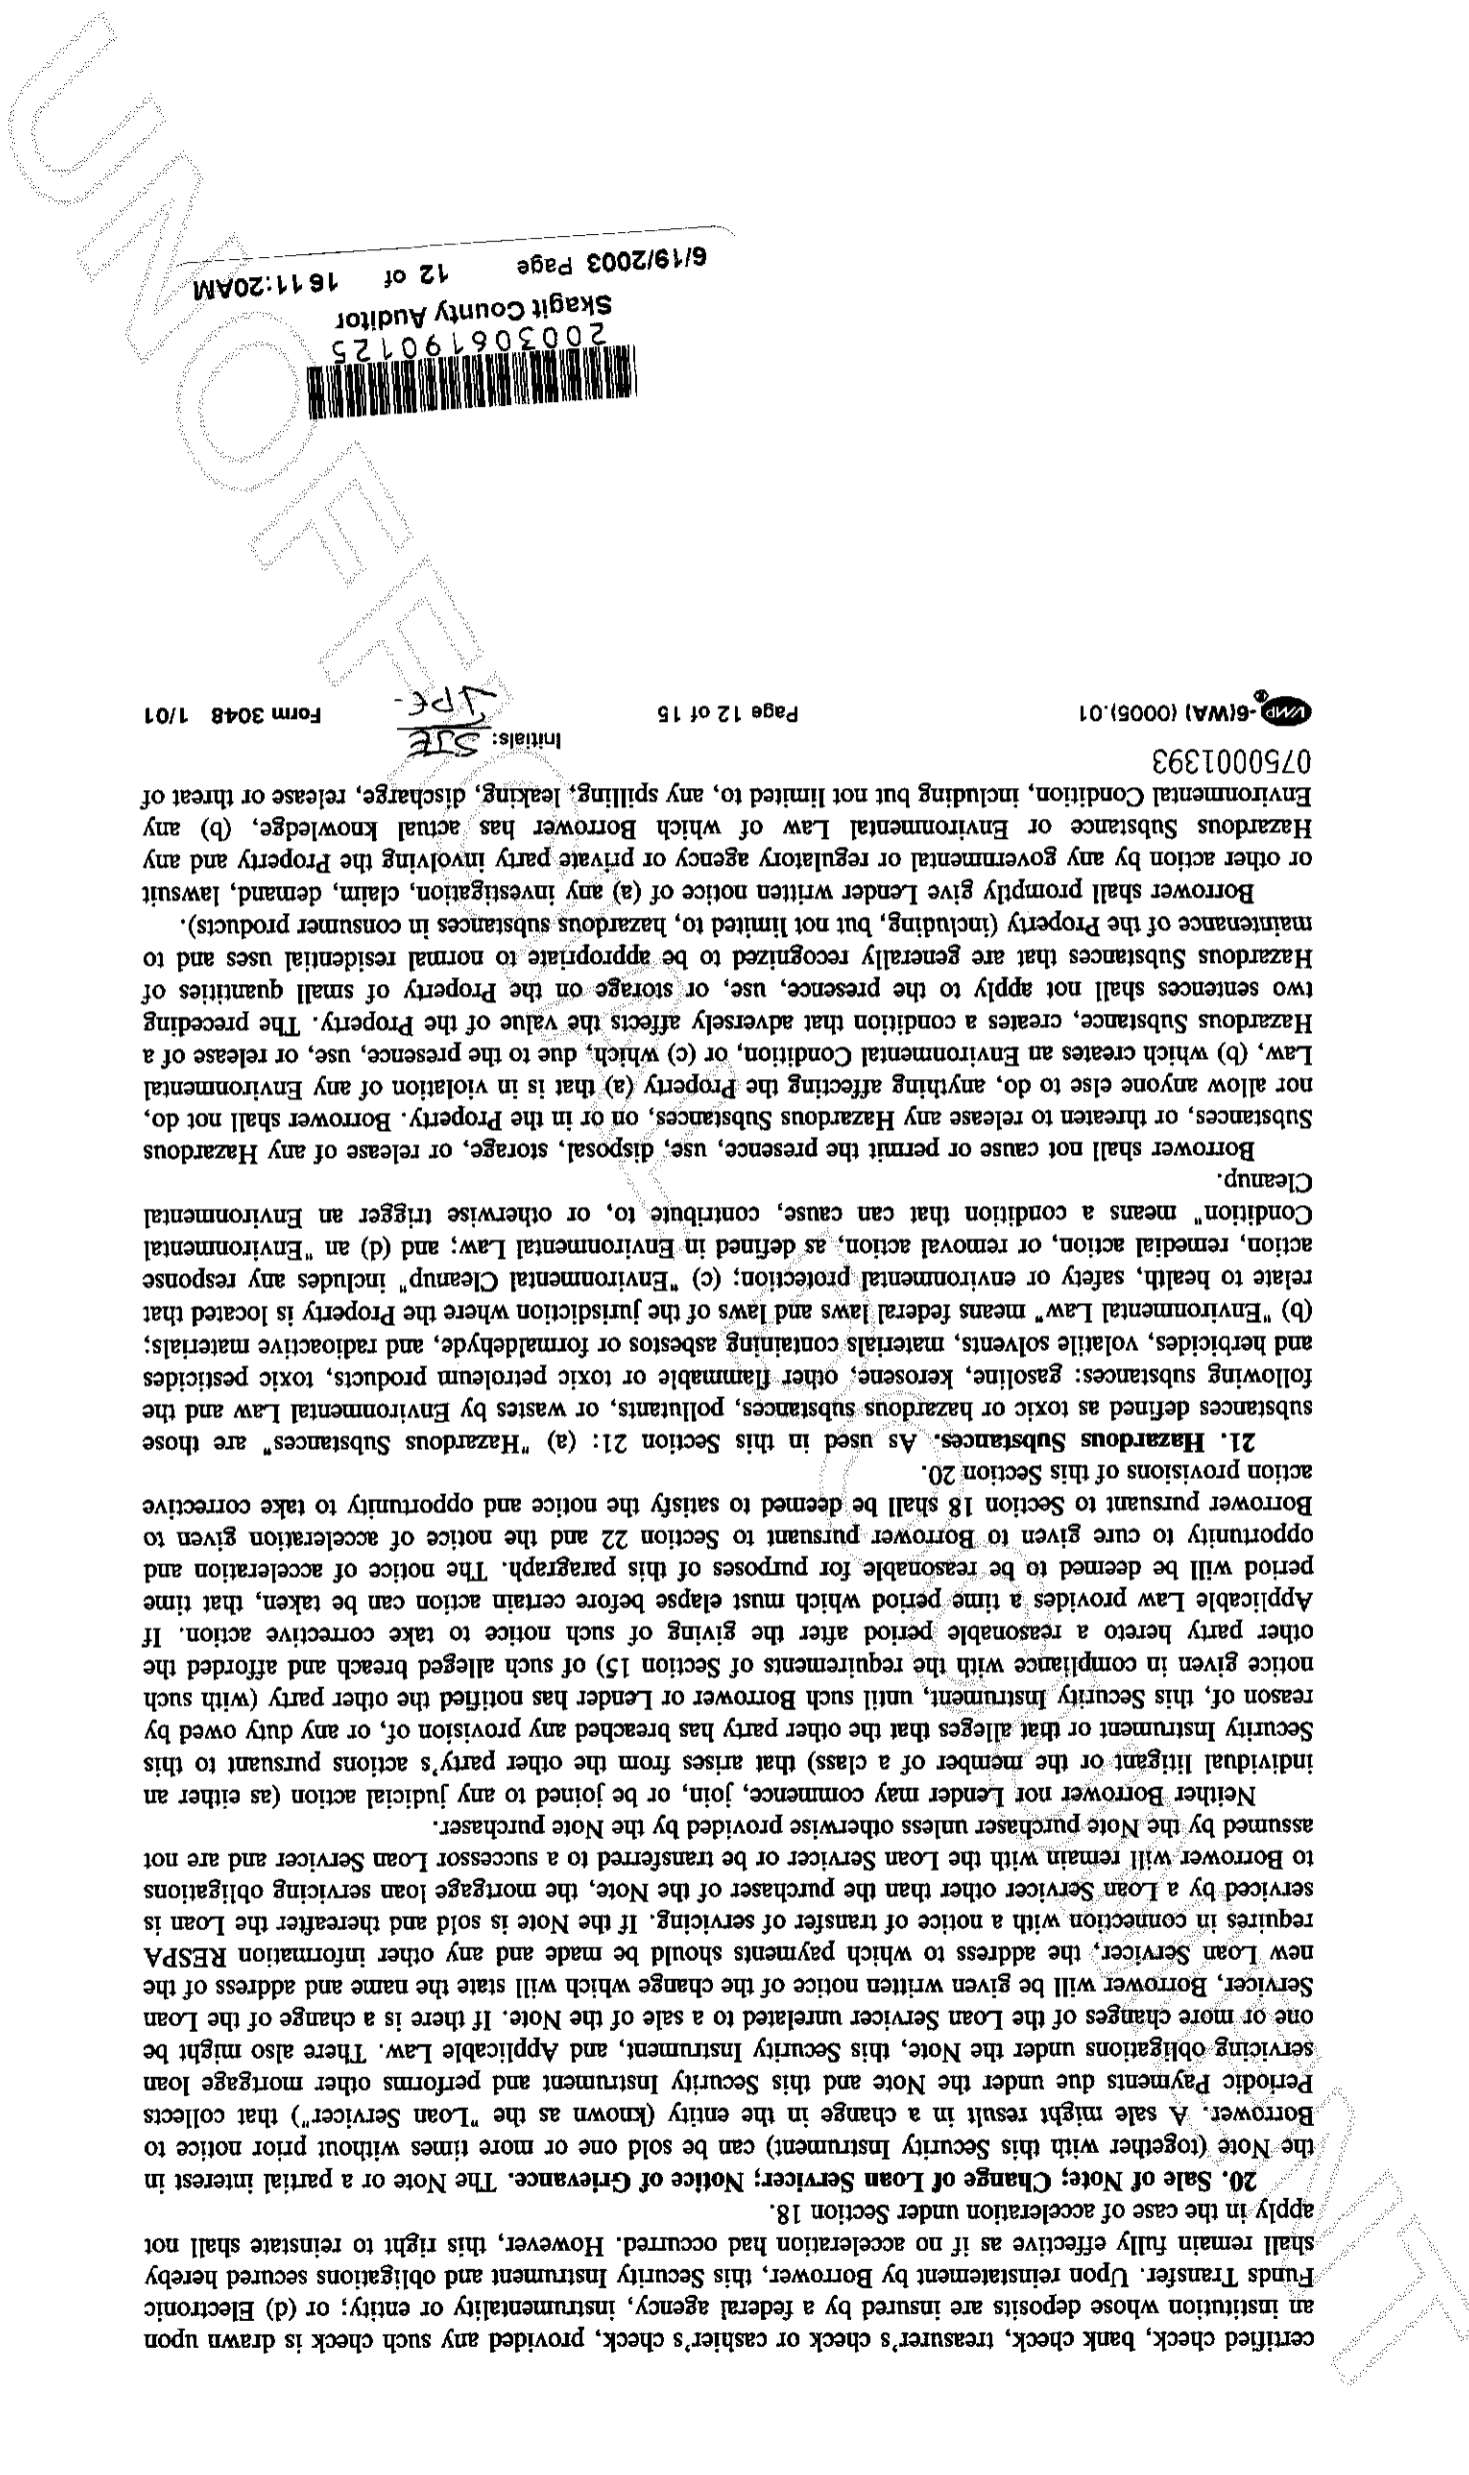 certified check, bank check, treasurer's check or cashier's check, provided any such check is drawn upon
an institution whose deposits are insured by a federal agency, instrumentality or entity; or (d) Electronic
Funds Transfer. Upon reinstatement by Borrower, this Security Instrument and obligations secured hereby
shall remain fully effective as if no acceleration had occurred. However, this right to reinstate shall not
apply in the case of acceleration under Section 18.
20. Sale of Note; Change of Loan Servicer; Notice of Grievance. The Note or a partial interest in
the Note (together with this Security Instrument) can be sold one or more times without prior notice to
Borrower. A sale might result in a change in the entity (known as the "Loan Servicer") that collects
Periodic Payments due under the Note and this Security Instrument and performs other mortgage loan
servicing obligations under the Note, this Security Instrument, and Applicable Law. There also might be
one or more changes of the Loan Servicer unrelated to a sale of the Note. If there is a change of the Loan
Servicer, Borrower will be given written notice of the change which will state the name and address of the
new Loan Servicer, the address to which payments should be made and any other information RESPA
requires in connection with a notice of transfer of servicing. If the Note is sold and thereafter the Loan is
serviced by a Loan Servicer other than the purchaser of the Note, the mortgage loan servicing obligations
to Borrower will remain with the Loan Servicer or be transferred to a successor Loan Servicer and are not
assumed by the Note purchaser unless otherwise provided by the Note purchaser.
Neither Borrower nor Lender may commence, join, or be joined to any judicial action (as either an
individual litigant or the member of a class) that arises from the other party's actions pursuant to this
Security Instrument or that alleges that the other party has breached any provision of, or any duty owed by
reason of, this Security Instrument, until such Borrower or Lender has notified the other party (with such
notice given in compliance with the requirements of Section 15) of such alleged breach and afforded the
other party hereto a reasonable period after the giving of such notice to take corrective action. If
Applicable Law provides a time period which must elapse before certain action can be taken, that time
period will be deemed to be reasonable for purposes of this paragraph. The notice of acceleration and
opportunity to cure given to Borrower pursuant to Section 22 and the notice of acceleration given to
Borrower pursuant to Section 18 shall be deemed to satisfy the notice and opportunity to take corrective
action provisions of this Section 20.
21. Hazardous Substances. As used in this Section 21: (a) "Hazardous Substances" are those
substances defined as toxic or hazardous substances, pollutants, or wastes by Environmental Law and the
following substances: gasoline, kerosene, other flammable or toxic petroleum products, toxic pesticides
and herbicides, volatile solvents, materials containing asbestos or formaldehyde, and radioactive materials;
(b) "Environmental Law" means federal laws and laws of the jurisdiction where the Property is located that
relate to health, safety or environmental protection; (c) "Environmental Cleanup" includes any response
action, remedial action, or removal action, as defined in Environmental Law; and (d) an "Environmental
Condition" means a condition that can cause, contribute to, or otherwise trigger an Environmental
Cleanup.
Borrower shall not cause or permit the presence, use, disposal, storage, or release of any Hazardous
Substances, or threaten to release any Hazardous Substances, on or in the Property. Borrower shall not do,
nor allow anyone else to do, anything affecting the Property (a) that is in violation of any Environmental
Law, (b) which creates an Environmental Condition, or (c) which, due to the presence, use, or release of a
Hazardous Substance, creates a condition that adversely affects the value of the Property. The preceding
two sentences shall not apply to the presence, use, or storage on the Property of small quantities of
Hazardous Substances that are generally recognized to be appropriate to normal residential uses and to
maintenance of the Property (including, but not limited to, hazardous substances in consumer products).
Borrower shall promptly give Lender written notice of (a) any investigation, claim, demand, lawsuit
or other action by any governmental or regulatory agency or private party involving the Property and any
Hazardous Substance or Environmental Law of which Borrower has actual knowledge, (b) any
Environmental Condition, including but not limited to, any spilling, leaking, discharge, release or threat of
0750001393
Initials: SJE
JPE
VMP -6(WA) (0005).01 Page 12 of 15 Form 3048 1/01
200306190125
Skagit County Auditor
6/19/2003 Page 12 of 16 11:20AM
UNOFFICIAL DOCUMENT